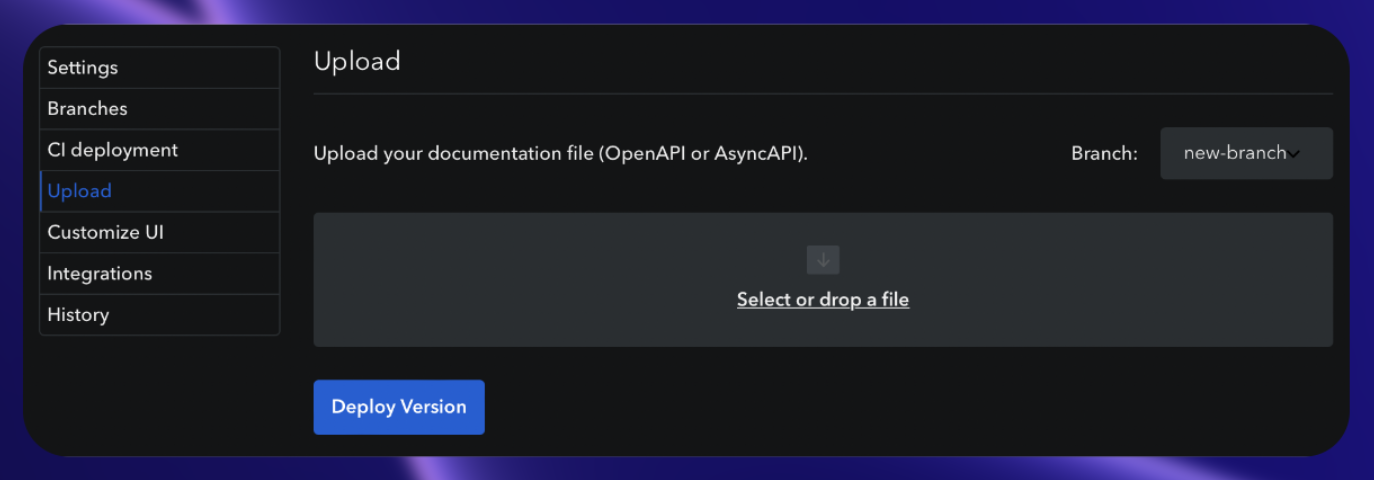 Settings
Branches
CI deployment
Upload
Customize UI
Integrations
History
Upload
Upload your documentation file (OpenAPI or AsyncAPI).
Branch: new-branch
Select or drop a file
Deploy Version